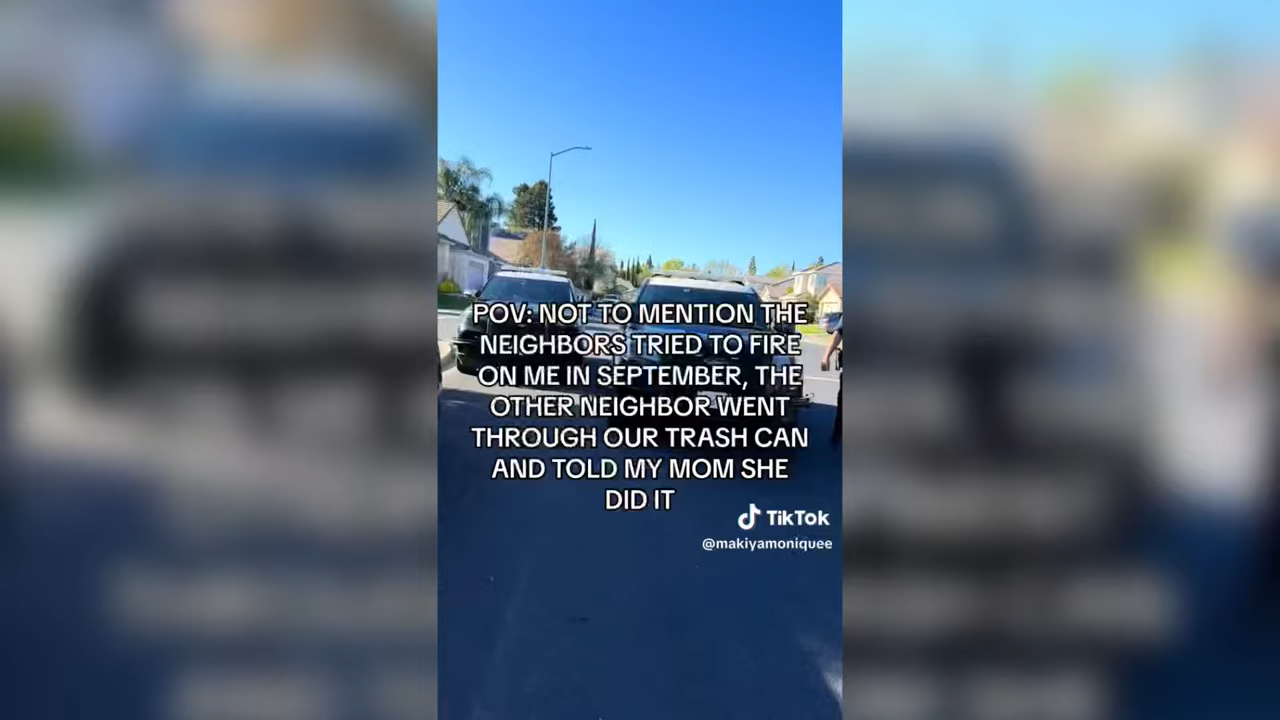 POV: NOT TO MENTION THE
NEIGHBORS TRIED TO FIRE
ON ME IN SEPTEMBER, THE
OTHER NEIGHBOR WENT
THROUGH OUR TRASH CAN
AND TOLD MY MOM SHE
DID IT
TikTok
@makiyamoniquee